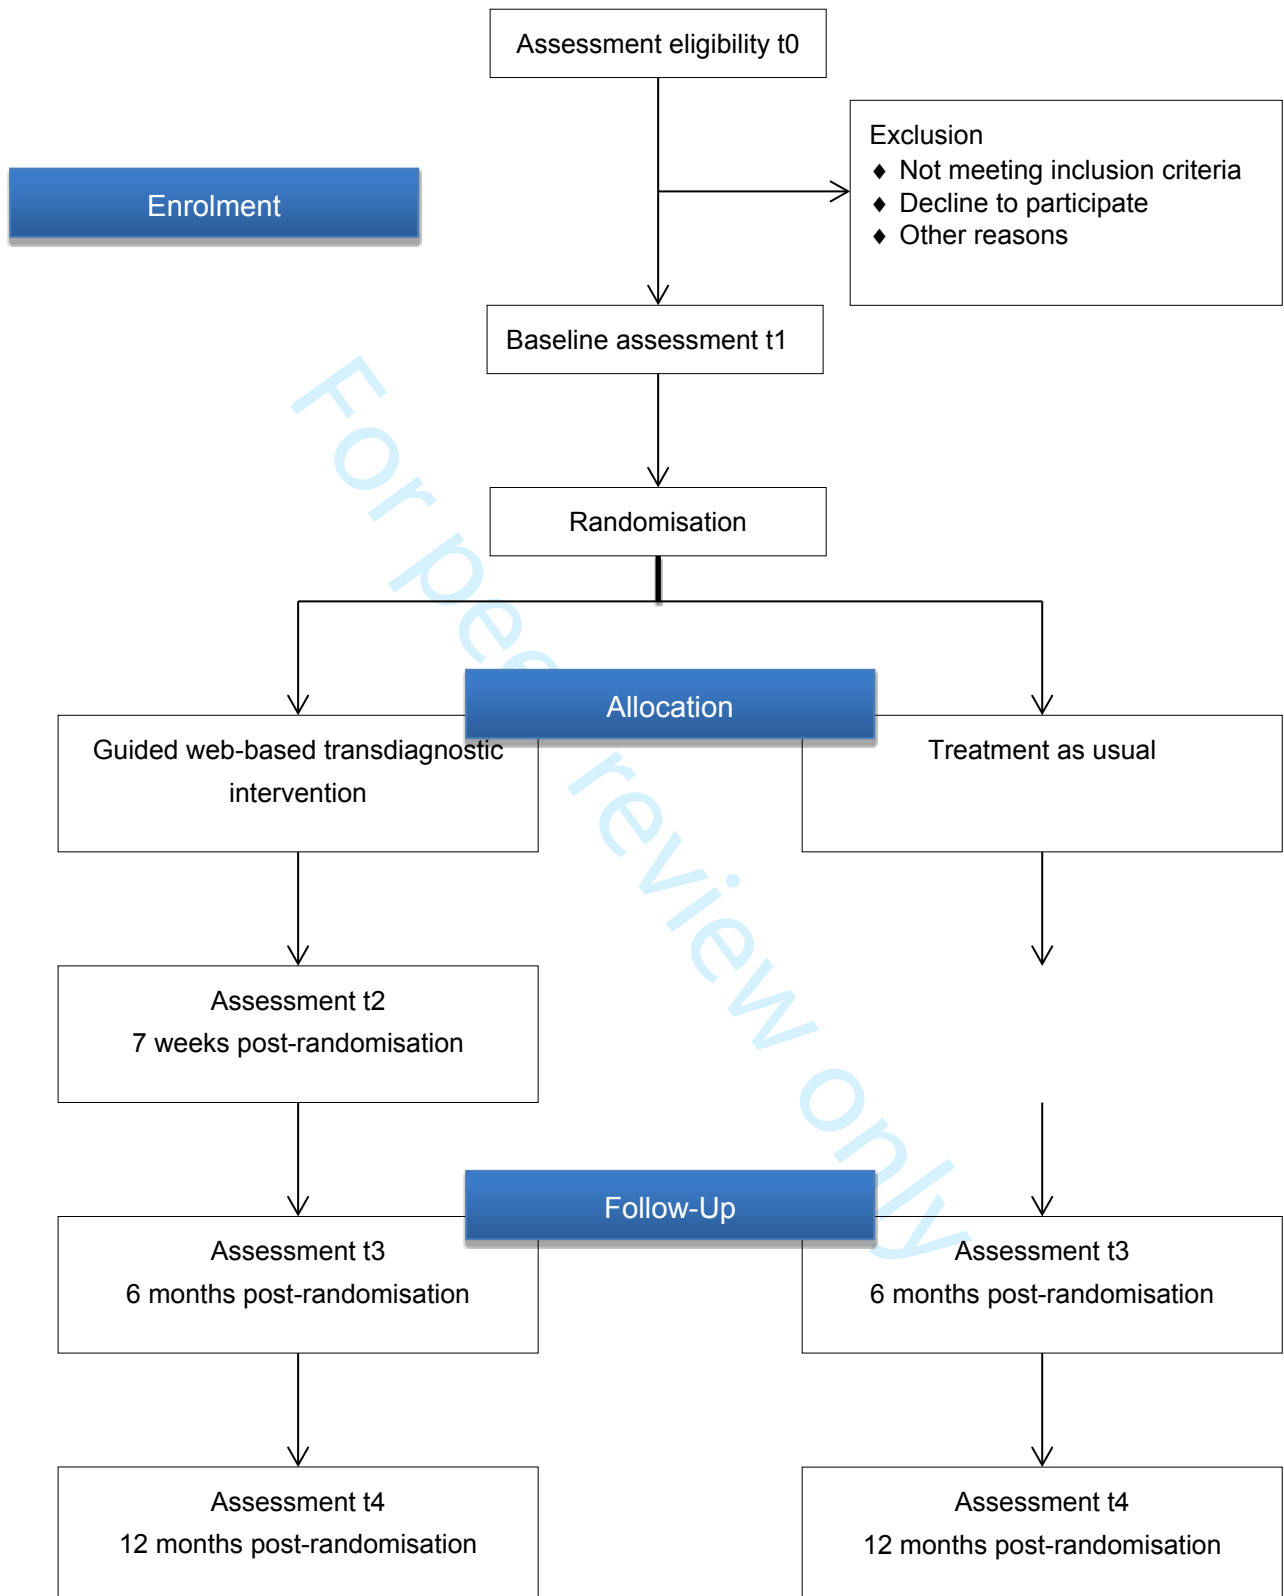 Assessment eligibility t0
Exclusion
♦ Not meeting inclusion criteria
♦ Decline to participate
♦ Other reasons
Enrolment
Baseline assessment t1
Randomisation
Allocation
Guided web-based transdiagnostic
intervention
Treatment as usual
Assessment t2
7 weeks post-randomisation
Follow-Up
Assessment t3
6 months post-randomisation
Assessment t3
6 months post-randomisation
Assessment t4
12 months post-randomisation
Assessment t4
12 months post-randomisation
For peer review only